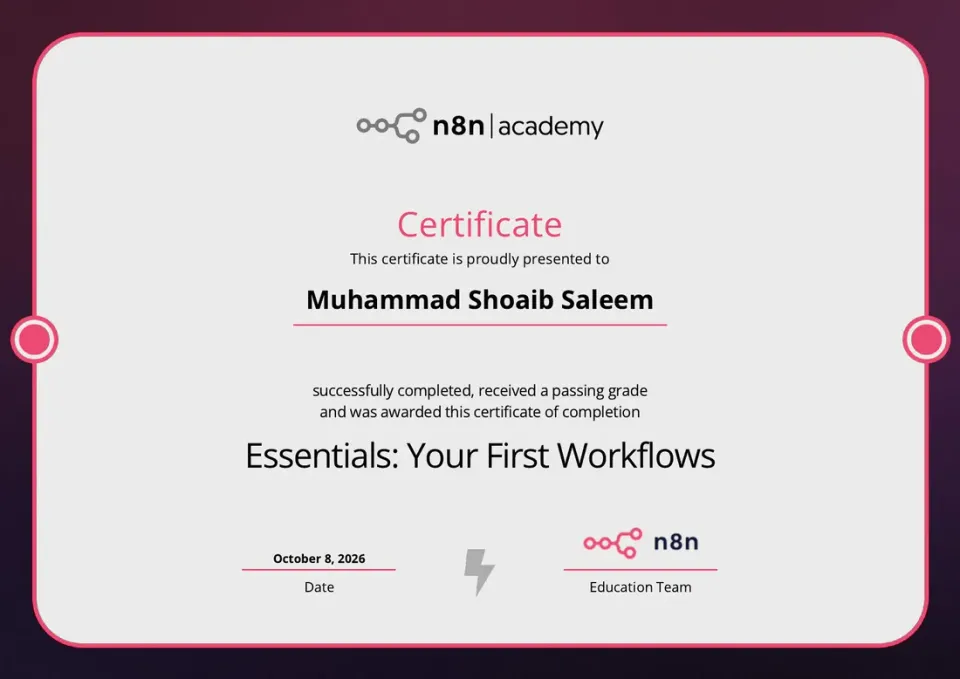 n8n | academy
Certificate
This certificate is proudly presented to
Muhammad Shoaib Saleem
successfully completed, received a passing grade
and was awarded this certificate of completion
Essentials: Your First Workflows
n8n
October 8, 2026
Date
Education Team